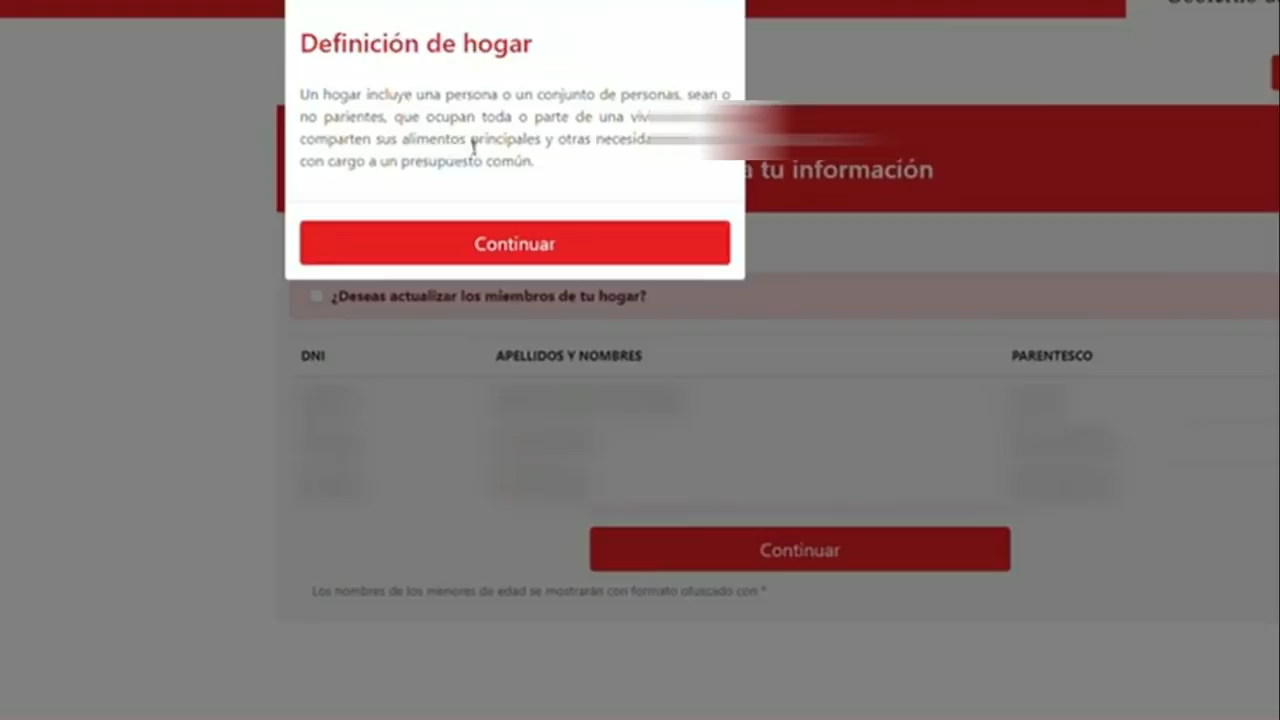 Definición de hogar
Un hogar incluye una persona o un conjunto de personas, sean o
no parientes, que ocupan toda o parte de una
comparten sus alimentos principales y otras
con cargo a un presupuesto común.
a tu información
Continuar
¿Deseas actualizar los miembros de tu hogar?
DNI APELLIDOS Y NOMBRES PARENTESCO
Continuar
Los nombres de los menores de edad se mostrarán con formato ofuscado con *